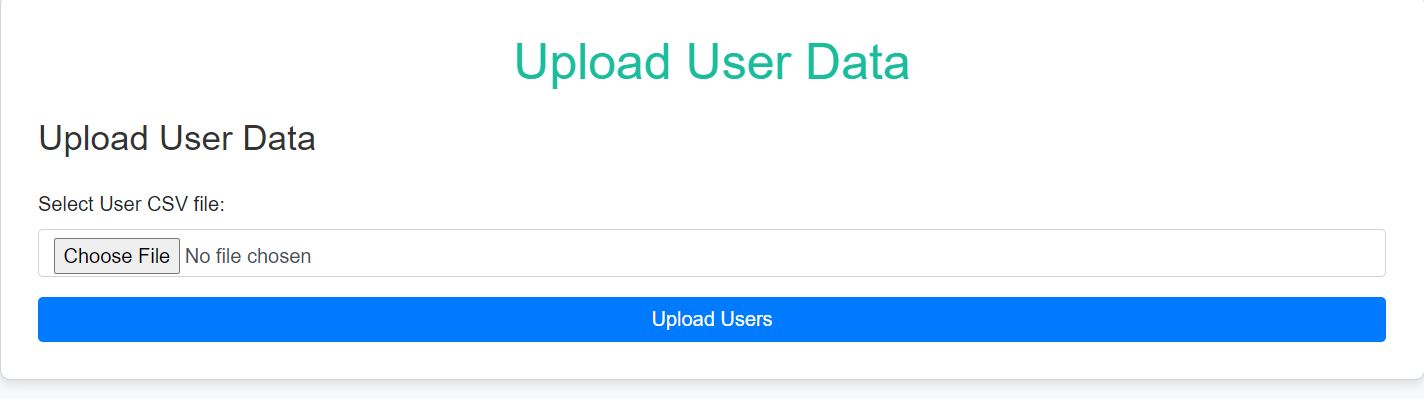 Upload User Data
Upload User Data
Select User CSV file:
Choose File No file chosen
Upload Users